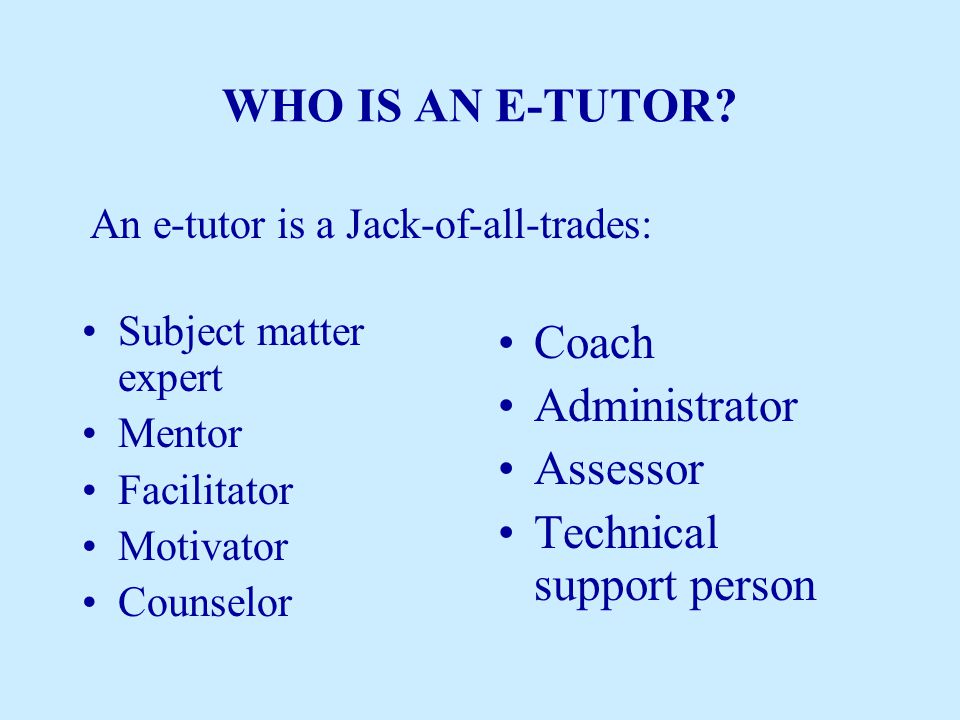 WHO IS AN E-TUTOR?
An e-tutor is a Jack-of-all-trades:
• Subject matter
expert
• Mentor
• Facilitator
• Motivator
• Counselor
• Coach
• Administrator
• Assessor
• Technical
support person